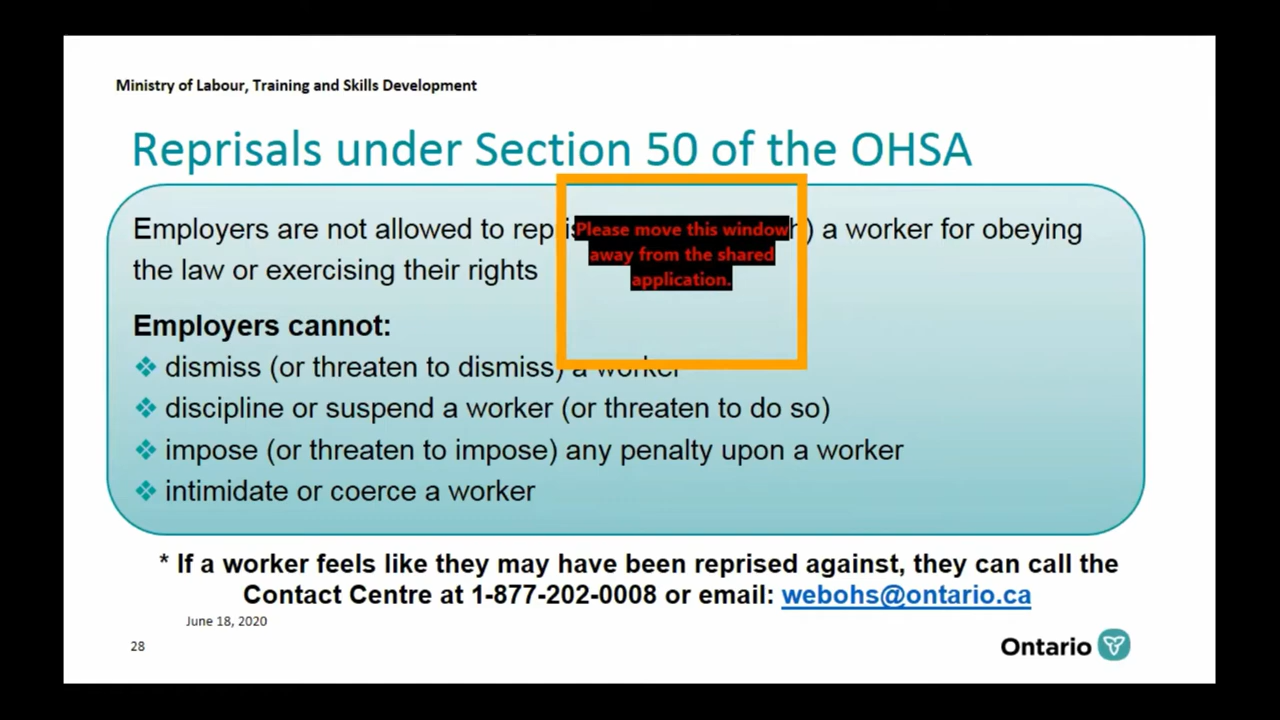 Ministry of Labour, Training and Skills Development
Reprisals under Section 50 of the OHSA
Employers are not allowed to repris h) a worker for obeying
Please move this window
away from the shared
application.
the law or exercising their rights
Employers cannot:
❖ dismiss (or threaten to dismiss) a worker
❖ discipline or suspend a worker (or threaten to do so)
❖ impose (or threaten to impose) any penalty upon a worker
❖ intimidate or coerce a worker
* If a worker feels like they may have been reprised against, they can call the
Contact Centre at 1-877-202-0008 or email: webohs@ontario.ca
June 18, 2020
28
Ontario